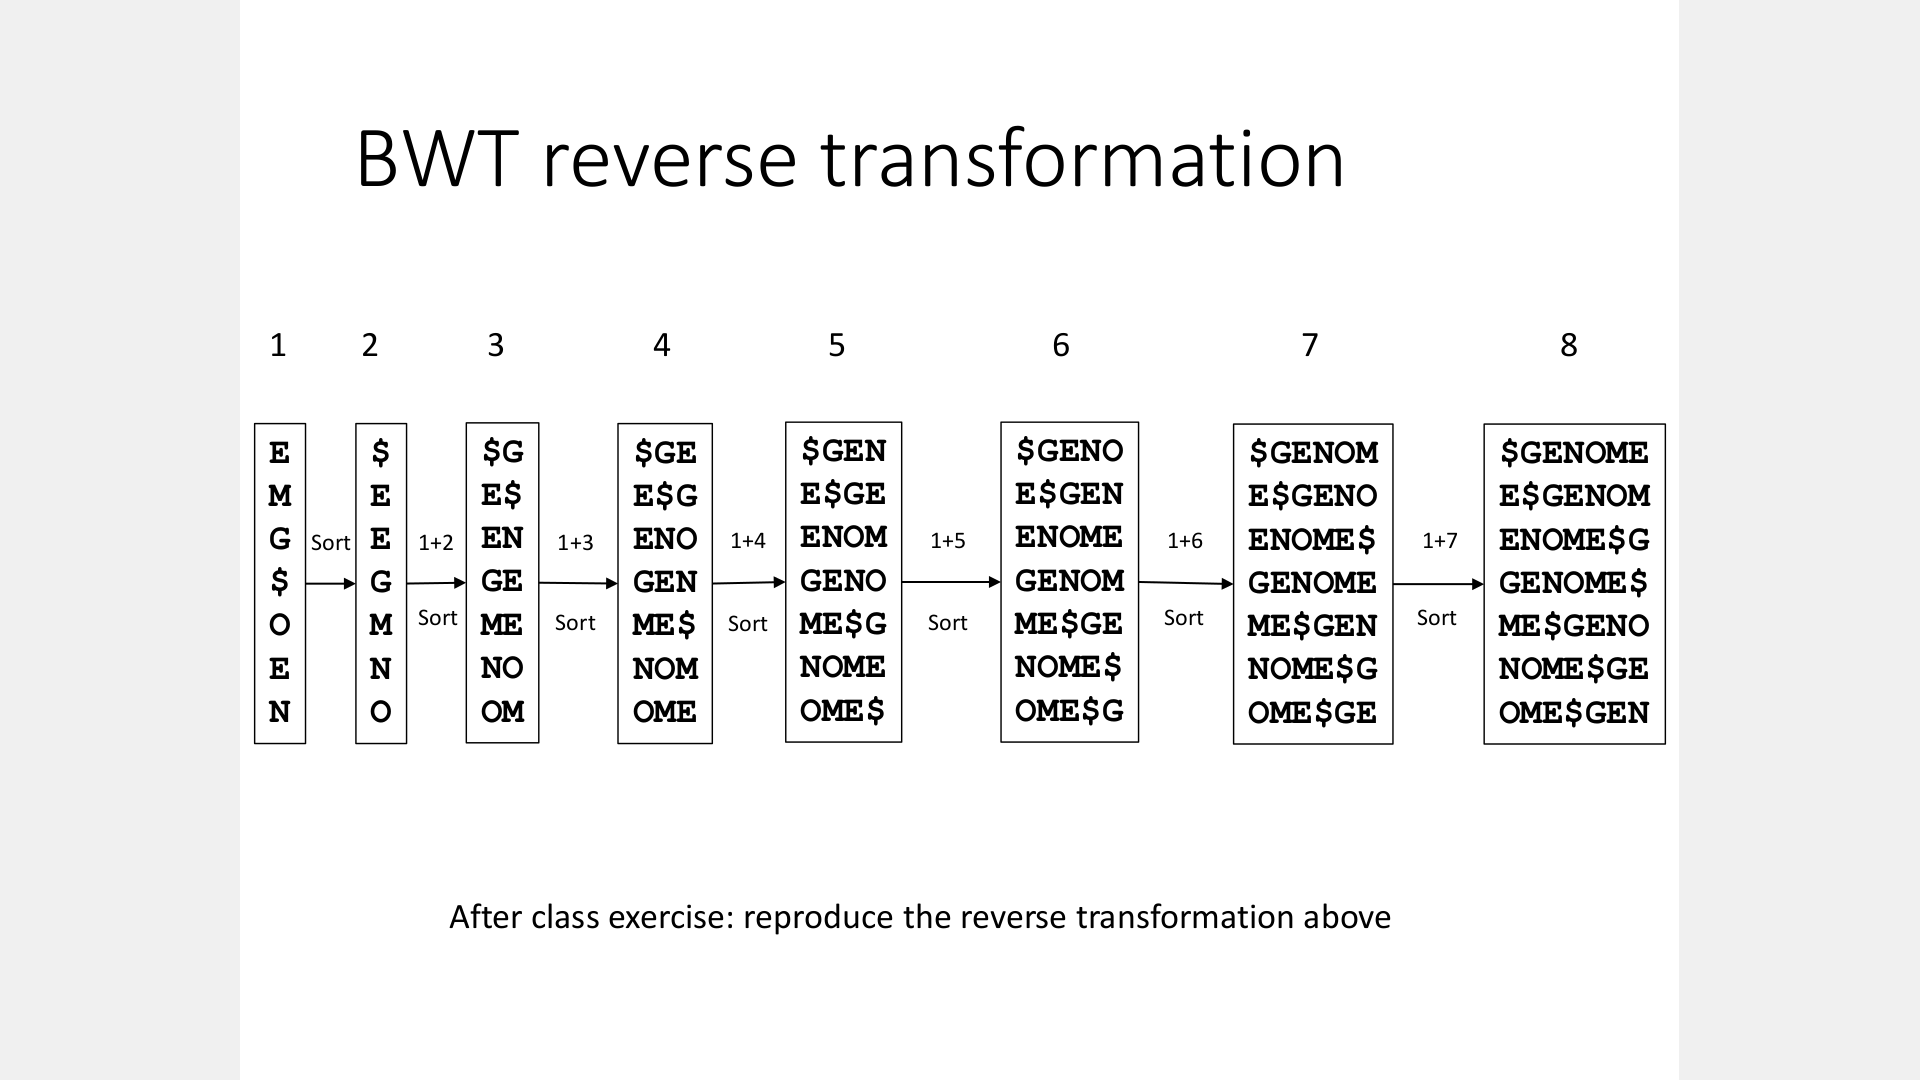 BWT reverse transformation
1 2 3 4 5 6 7 8
E $ $G $GE $GEN $GENO $GENOM $GENOME
M E E$ E$G E$GE E$GEN E$GENO E$GENOM
G Sort E 1+2 EN 1+3 ENO 1+4 ENOM 1+5 ENOME 1+6 ENOME$ 1+7 ENOME$G
$ G GE GEN GENO GENOM GENOME GENOME$
O M Sort ME Sort ME$ Sort ME$G Sort ME$GE Sort ME$GEN Sort ME$GENO
E N NO NOM NOME NOME$ NOME$G NOME$GE
N O OM OME OME$ OME$G OME$GE OME$GEN
After class exercise: reproduce the reverse transformation above